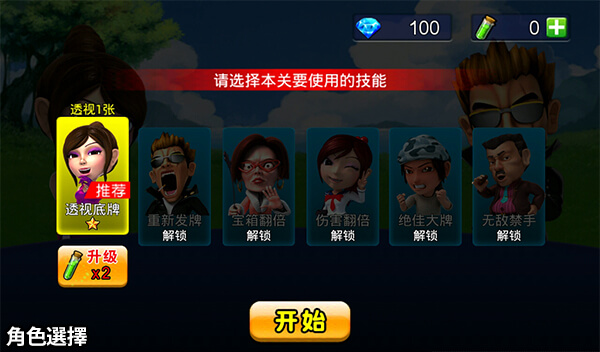 100
0
请选择本关要使用的技能
透视1张
推荐
透视底牌
重新发牌
解锁
宝箱翻倍
解锁
伤害翻倍
解锁
绝佳大牌
解锁
无敌禁手
解锁
升级
x2
开始
角色選擇